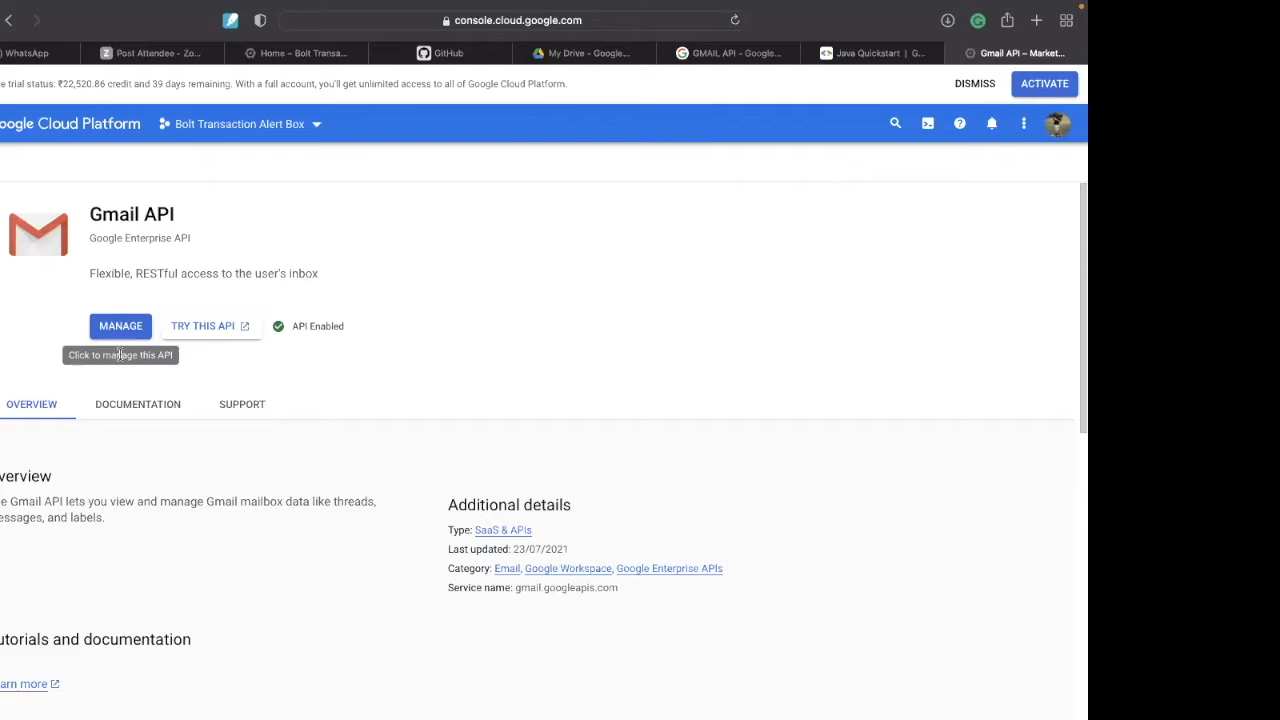 console.cloud.google.com
WhatsApp
Post Attendee - Zo...
Home – Bolt Transa...
GitHub
My Drive - Google...
GMAIL API - Google...
Java Quickstart | G...
Gmail API – Market...
e trial status: ₹22,520.86 credit and 39 days remaining. With a full account, you'll get unlimited access to all of Google Cloud Platform.
DISMISS
ACTIVATE
oogle Cloud Platform
Bolt Transaction Alert Box
Gmail API
Google Enterprise API
Flexible, RESTful access to the user's inbox
MANAGE
TRY THIS API
API Enabled
Click to manage this API
OVERVIEW
DOCUMENTATION
SUPPORT
verview
e Gmail API lets you view and manage Gmail mailbox data like threads,
essages, and labels.
Additional details
Type: SaaS & APIs
Last updated: 23/07/2021
Category: Email, Google Workspace, Google Enterprise APIs
Service name: gmail.googleapis.com
utorials and documentation
arn more